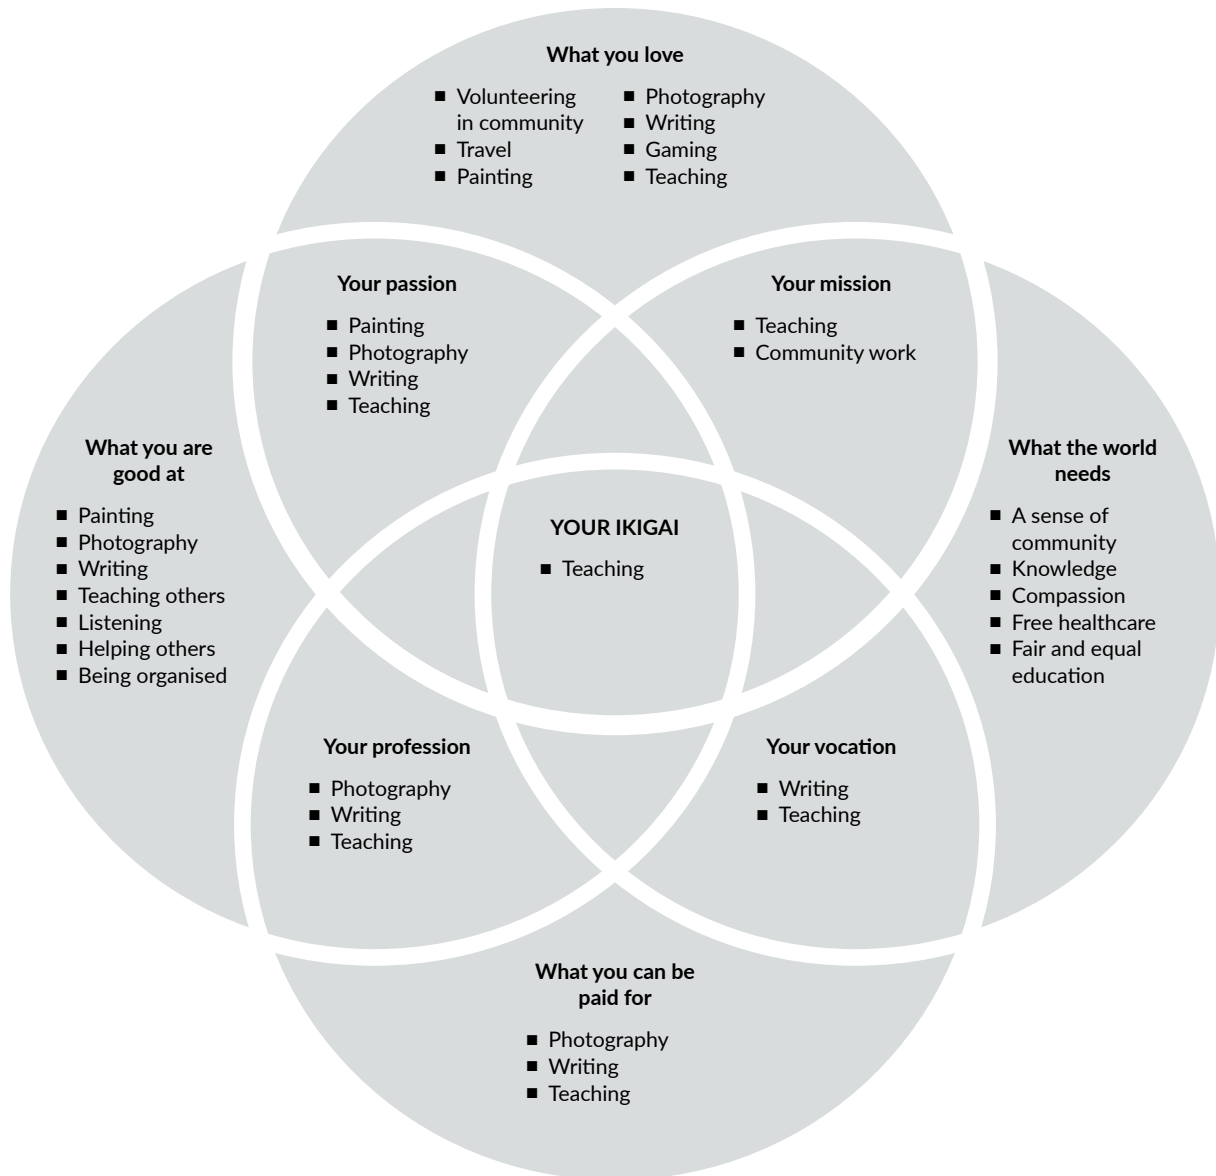 What you love
■ Volunteering
in community
■ Travel
■ Painting
■ Photography
■ Writing
■ Gaming
■ Teaching
Your passion
■ Painting
■ Photography
■ Writing
■ Teaching
Your mission
■ Teaching
■ Community work
What you are
good at
■ Painting
■ Photography
■ Writing
■ Teaching others
■ Listening
■ Helping others
■ Being organised
YOUR IKIGAI
■ Teaching
What the world
needs
■ A sense of
community
■ Knowledge
■ Compassion
■ Free healthcare
■ Fair and equal
education
Your profession
■ Photography
■ Writing
■ Teaching
Your vocation
■ Writing
■ Teaching
What you can be
paid for
■ Photography
■ Writing
■ Teaching